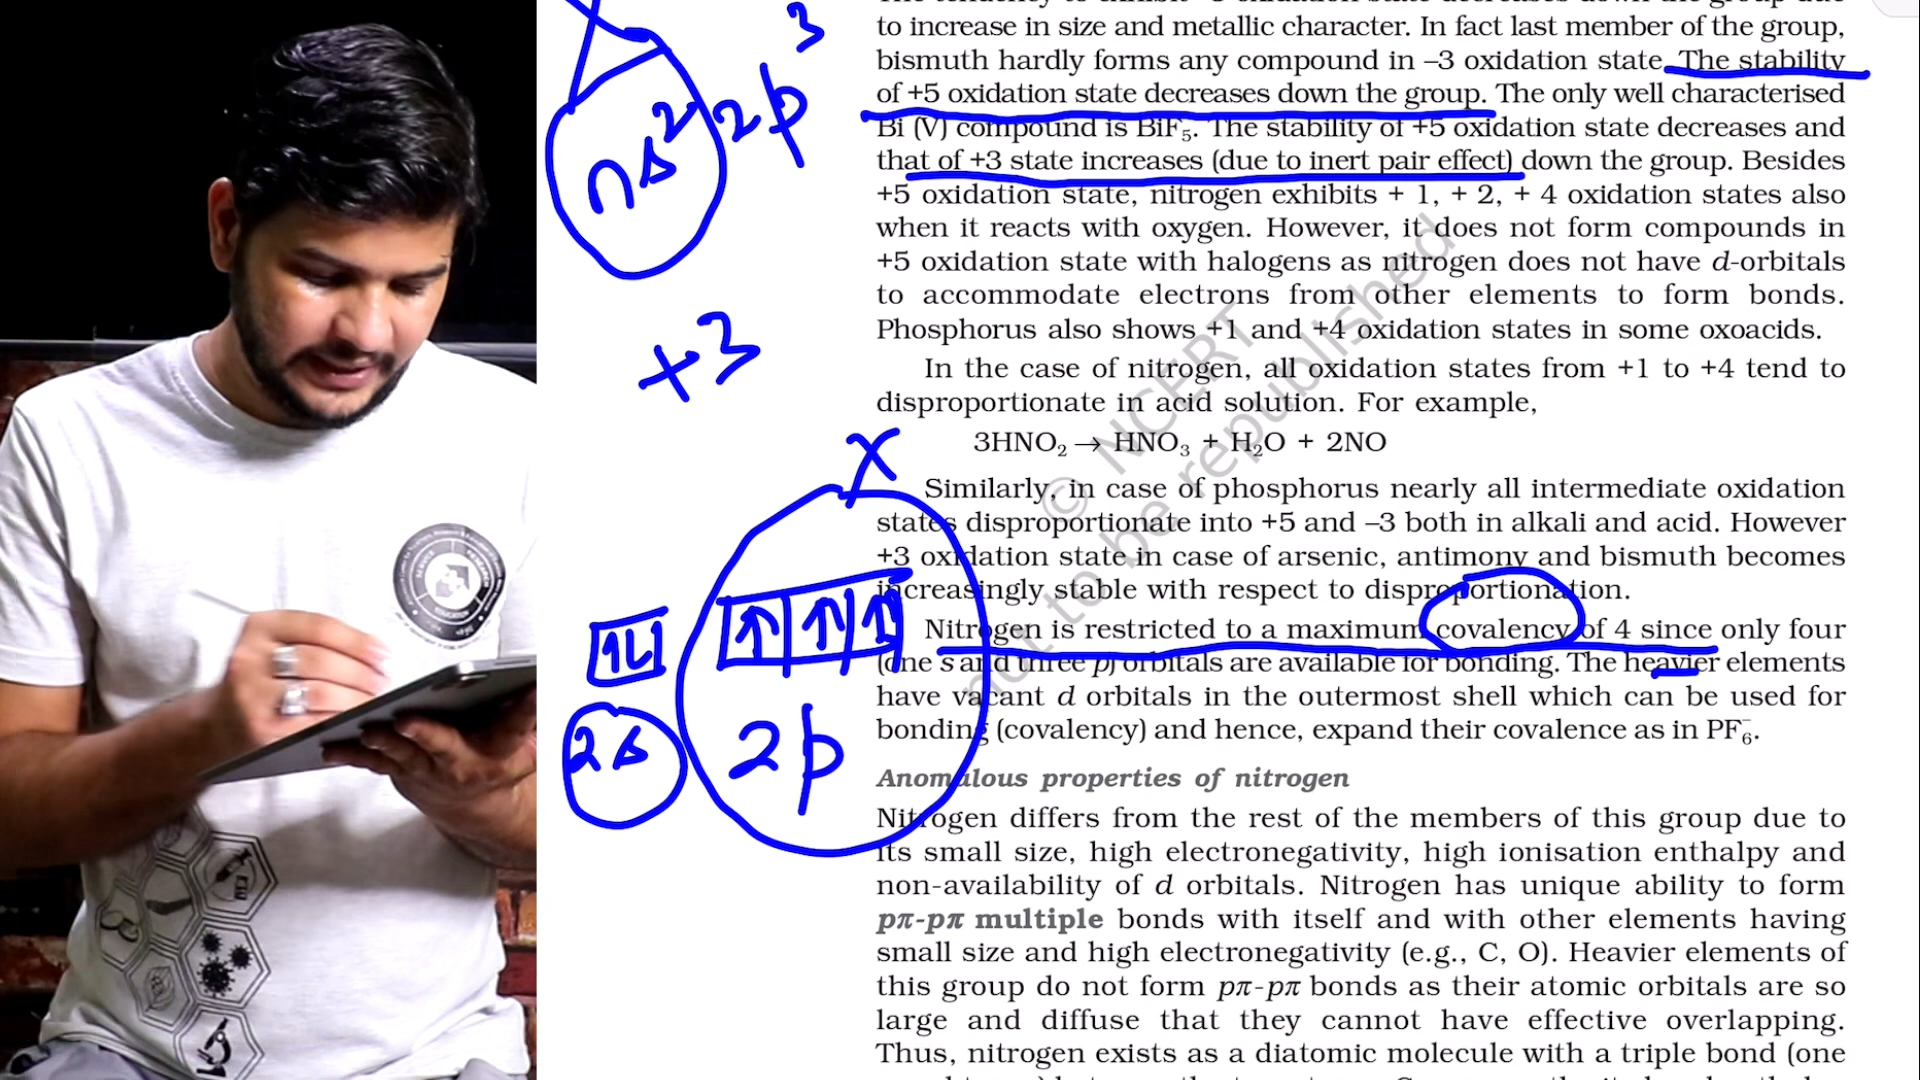 to increase in size and metallic character. In fact last member of the group,
bismuth hardly forms any compound in –3 oxidation state. The stability
of +5 oxidation state decreases down the group. The only well characterised
Bi (V) compound is BiF₅. The stability of +5 oxidation state decreases and
that of +3 state increases (due to inert pair effect) down the group. Besides
+5 oxidation state, nitrogen exhibits + 1, + 2, + 4 oxidation states also
when it reacts with oxygen. However, it does not form compounds in
+5 oxidation state with halogens as nitrogen does not have d-orbitals
to accommodate electrons from other elements to form bonds.
Phosphorus also shows +1 and +4 oxidation states in some oxoacids.
In the case of nitrogen, all oxidation states from +1 to +4 tend to
disproportionate in acid solution. For example,
3HNO₂ → HNO₃ + H₂O + 2NO
Similarly, in case of phosphorus nearly all intermediate oxidation
states disproportionate into +5 and –3 both in alkali and acid. However
+3 oxidation state in case of arsenic, antimony and bismuth becomes
increasingly stable with respect to disproportionation.
Nitrogen is restricted to a maximum covalency of 4 since only four
(one s and three p) orbitals are available for bonding. The heavier elements
have vacant d orbitals in the outermost shell which can be used for
bonding (covalency) and hence, expand their covalence as in PF₆⁻.
Anomalous properties of nitrogen
Nitrogen differs from the rest of the members of this group due to
its small size, high electronegativity, high ionisation enthalpy and
non-availability of d orbitals. Nitrogen has unique ability to form
pπ-pπ multiple bonds with itself and with other elements having
small size and high electronegativity (e.g., C, O). Heavier elements of
this group do not form pπ-pπ bonds as their atomic orbitals are so
large and diffuse that they cannot have effective overlapping.
Thus, nitrogen exists as a diatomic molecule with a triple bond (one
ns² 2p³
+3
2s 2p
© NCERT
not to be republished